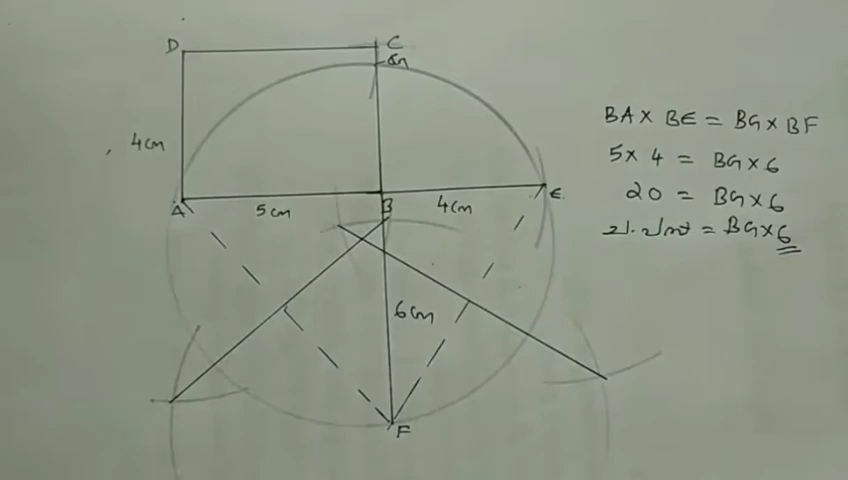 D
C
4cm
A
5cm
B
4cm
E
6cm
F
BA × BE = BG × BF
5 × 4 = BG × 6
20 = BG × 6
= BG × 6